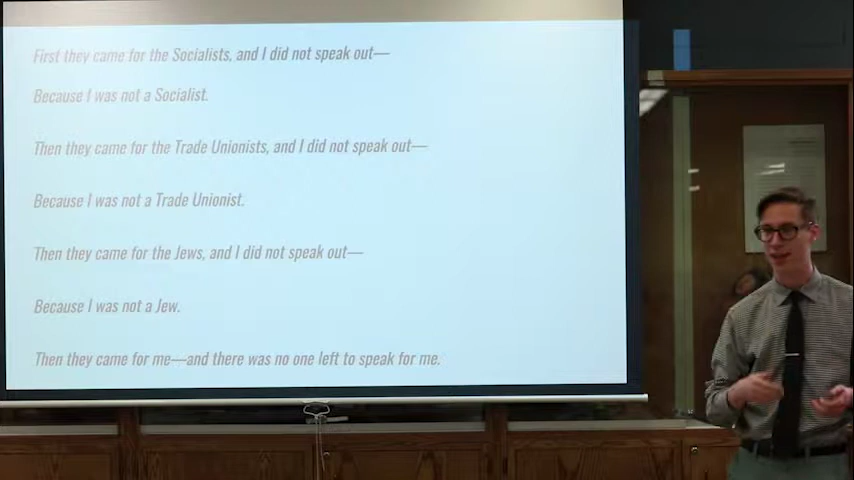 First they came for the Socialists, and I did not speak out—
Because I was not a Socialist.
Then they came for the Trade Unionists, and I did not speak out—
Because I was not a Trade Unionist.
Then they came for the Jews, and I did not speak out—
Because I was not a Jew.
Then they came for me—and there was no one left to speak for me.